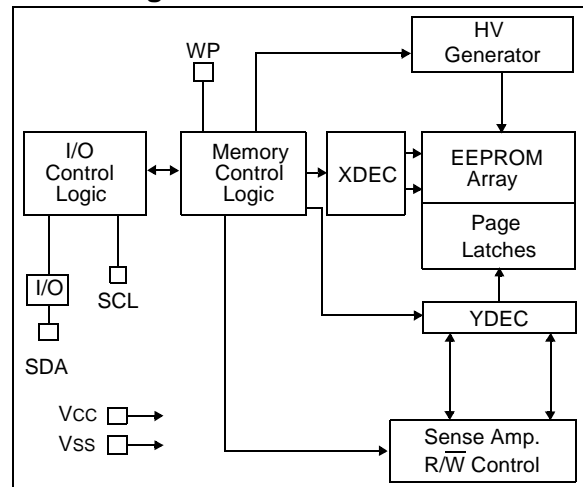 HV
Generator
WP
I/O
Control
Logic
Memory
Control
Logic
XDEC
EEPROM
Array
Page
Latches
I/O
SCL
SDA
YDEC
VCC
VSS
Sense Amp.
R/W̅ Control